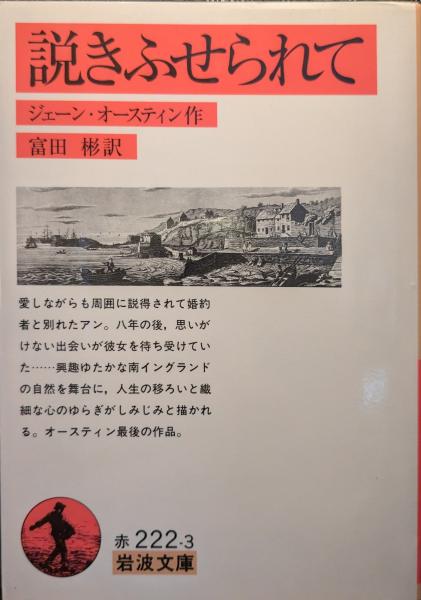 説きふせられて
ジェーン・オースティン作
富田 彬訳
愛しながらも周囲に説得されて婚約
者と別れたアン。八年の後，思いが
けない出会いが彼女を待ち受けてい
た……興趣ゆたかな南イングランド
の自然を舞台に，人生の移ろいと繊
細な心のゆらぎがしみじみと描かれ
る。オースティン最後の作品。
赤 222-3
岩波文庫